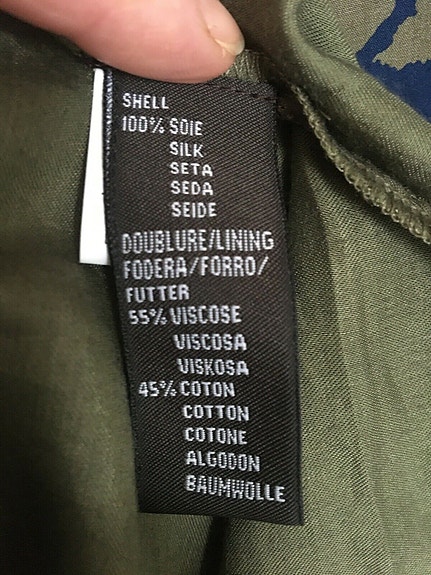 SHELL
100% SOIE
SILK
SETA
SEDA
SEIDE
DOUBLURE/LINING
FODERA/FORRO/
FUTTER
55% VISCOSE
VISCOSA
VISKOSA
45% COTON
COTTON
COTONE
ALGODON
BAUMWOLLE